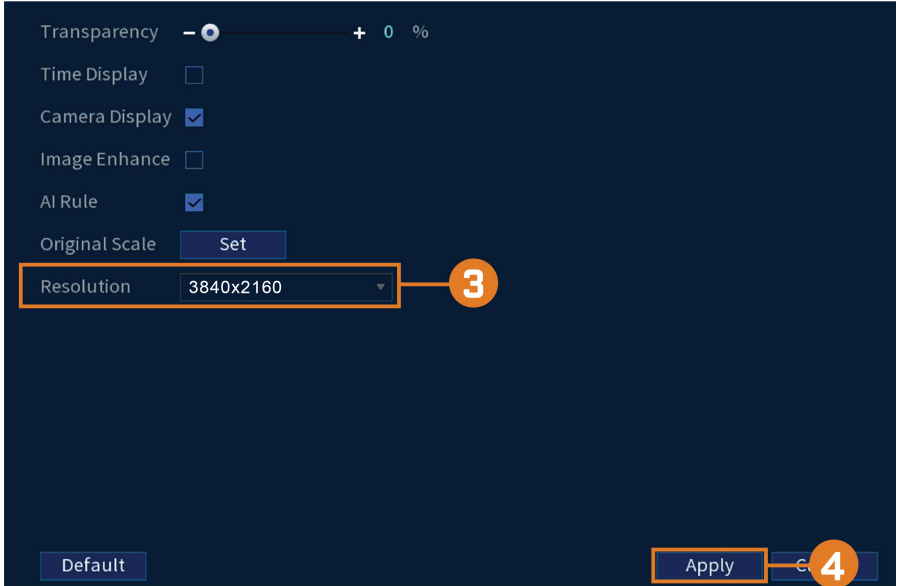 Transparency 0 %
Time Display
Camera Display
Image Enhance
AI Rule
Original Scale Set
Resolution 3840x2160 3
Default Apply 4